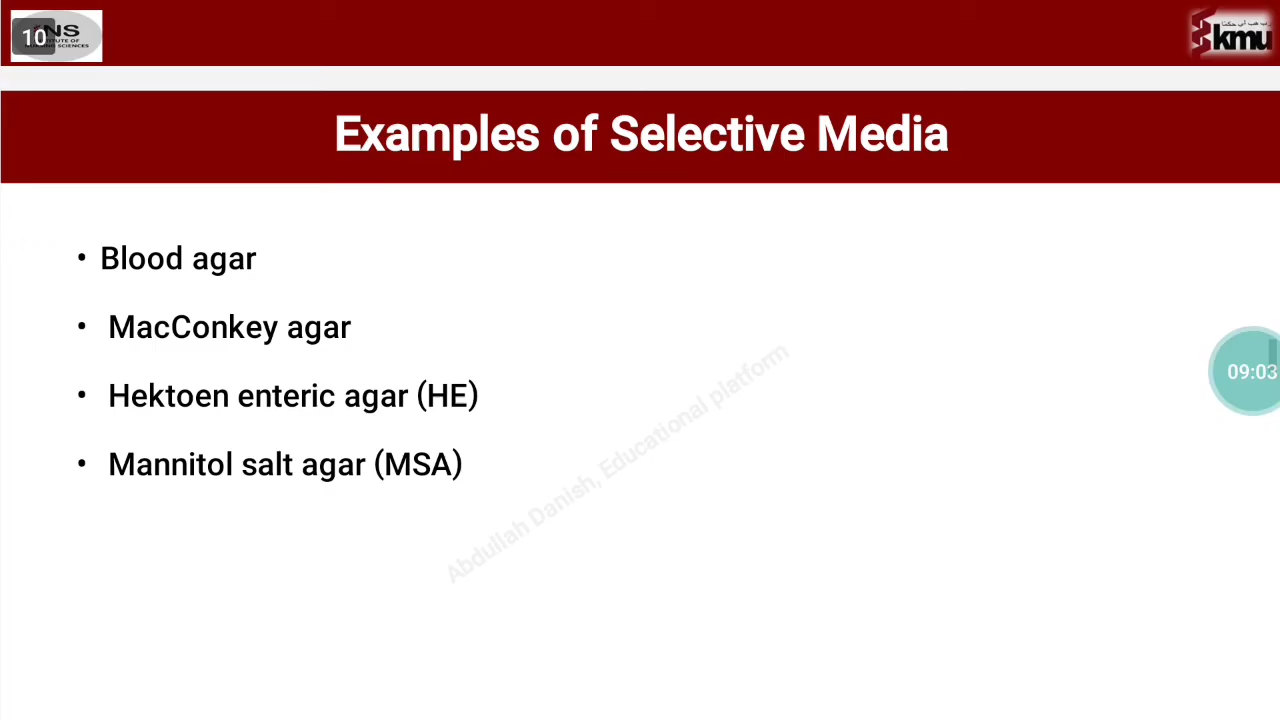 10
NS
kmu
Examples of Selective Media
• Blood agar
• MacConkey agar
• Hektoen enteric agar (HE)
• Mannitol salt agar (MSA)
09:03
Abdullah Danish, Educational platform